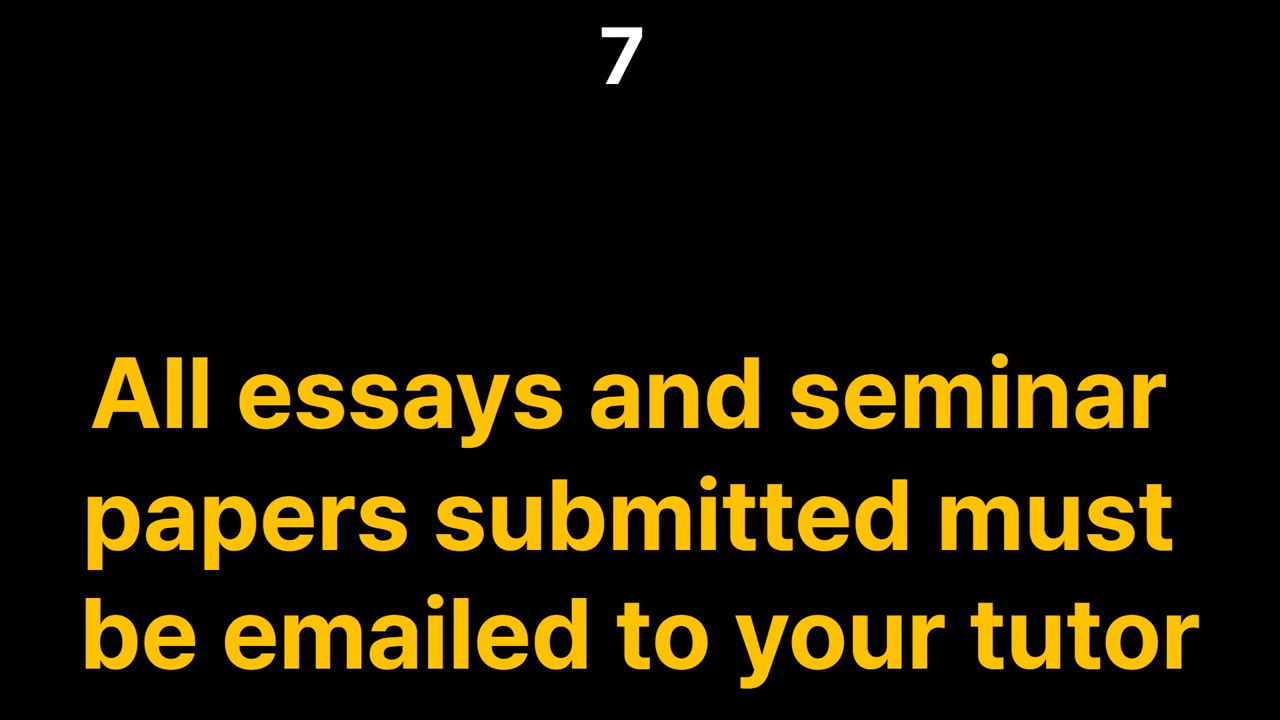 7
All essays and seminar
papers submitted must
be emailed to your tutor